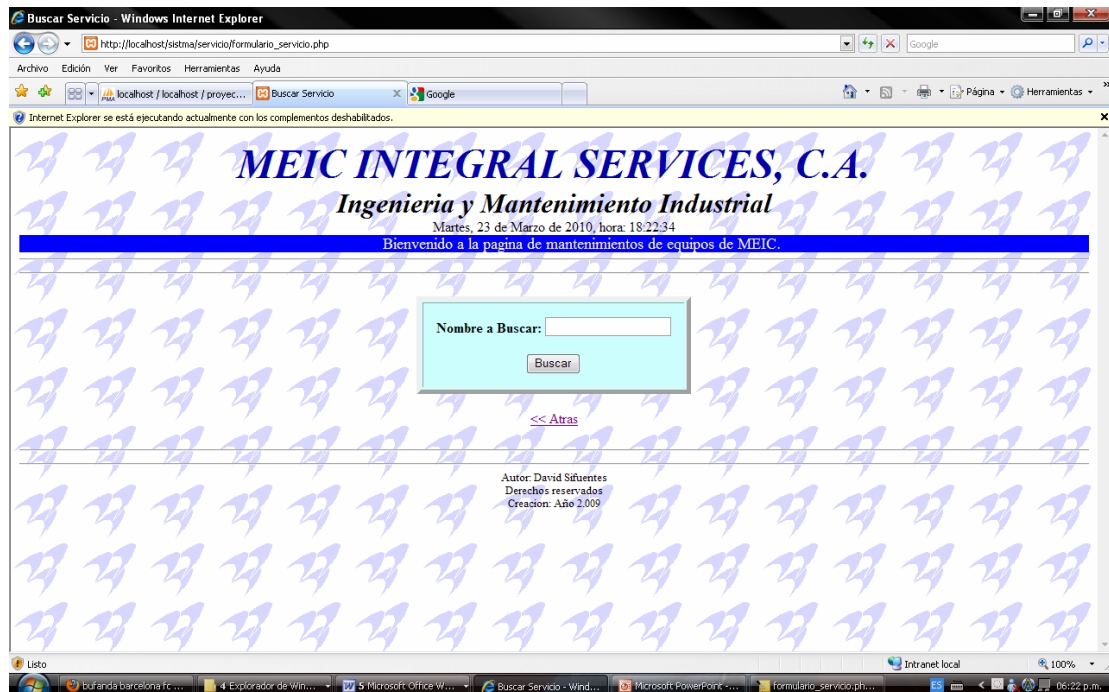 Buscar Servicio - Windows Internet Explorer
http://localhost/sistma/servicio/formulario_servicio.php
Google
Archivo Edición Ver Favoritos Herramientas Ayuda
localhost / localhost / proyec... Buscar Servicio Google Página Herramientas
Internet Explorer se está ejecutando actualmente con los complementos deshabilitados.
MEIC INTEGRAL SERVICES, C.A.
Ingenieria y Mantenimiento Industrial
Martes, 23 de Marzo de 2010, hora: 18:22:34
Bienvenido a la pagina de mantenimientos de equipos de MEIC.
Nombre a Buscar:
Buscar
<< Atras
Autor: David Sifuentes
Derechos reservados
Creacion: Año 2.009
Listo Intranet local 100%
bufanda barcelona fc ... 4 Explorador de Win... 5 Microsoft Office W... Buscar Servicio - Wind... Microsoft PowerPoint -... formulario_servicio.ph... ES 06:22 p.m.